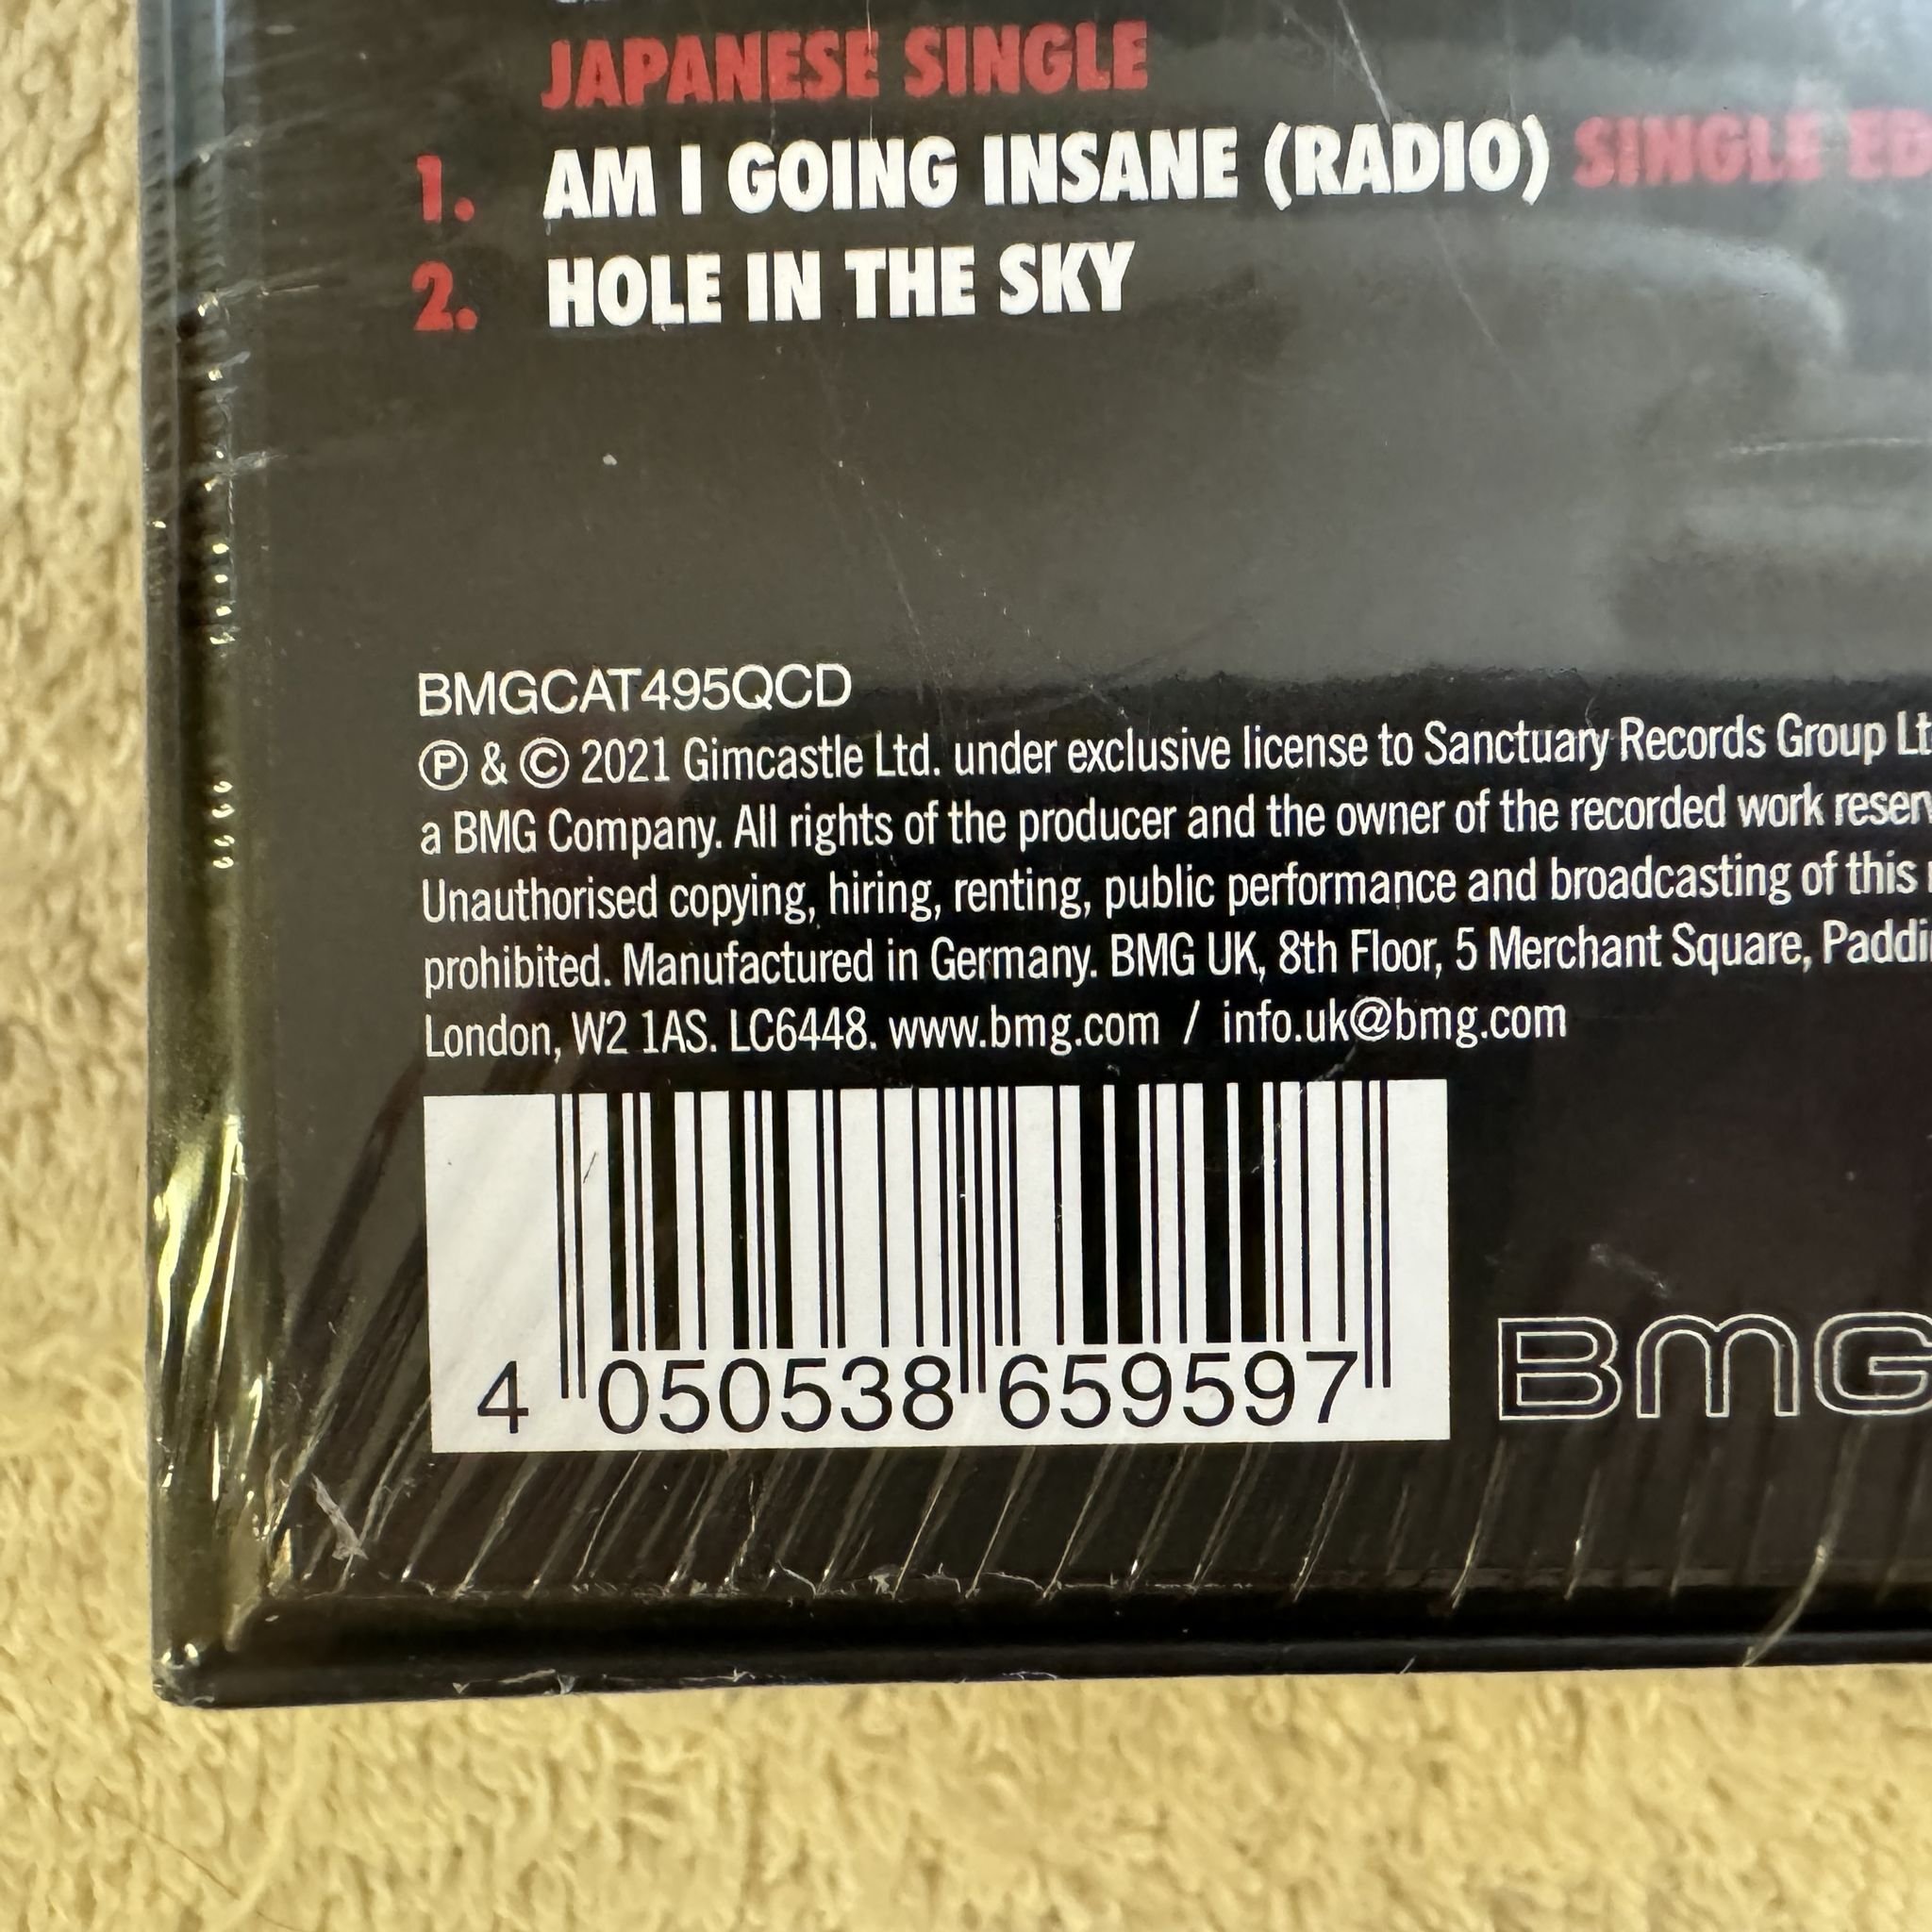 JAPANESE SINGLE
1. AM I GOING INSANE (RADIO) SINGLE
2. HOLE IN THE SKY
BMGCAT495QCD
Ⓟ & © 2021 Gimcastle Ltd. under exclusive license to Sanctuary Records Group
a BMG Company. All rights of the producer and the owner of the recorded work
Unauthorised copying, hiring, renting, public performance and broadcasting of this
prohibited. Manufactured in Germany. BMG UK, 8th Floor, 5 Merchant Square,
London, W2 1AS. LC6448. www.bmg.com / info.uk@bmg.com
4 050538 659597
BMG